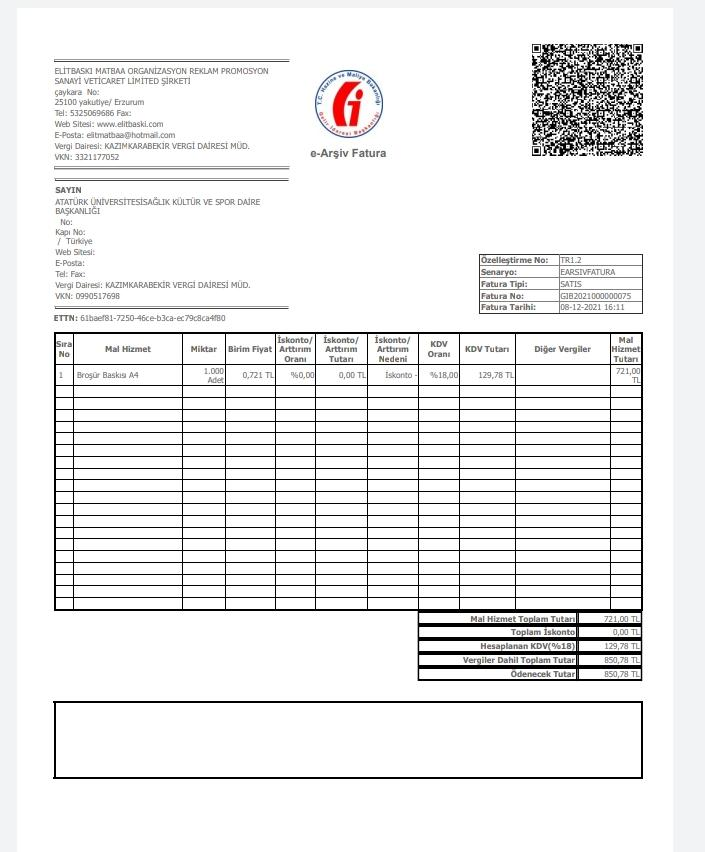 ELİTBASKI MATBAA ORGANİZASYON REKLAM PROMOSYON
SANAYİ VETİCARET LİMİTED ŞİRKETİ
çaykara No:
25100 yakutiye/ Erzurum
Tel: 5325069686 Fax:
Web Sitesi: www.elitbaski.com
E-Posta: elitmatbaa@hotmail.com
Vergi Dairesi: KAZIMKARABEKİR VERGİ DAİRESİ MÜD.
VKN: 3321177052
T.C. Hazine ve Maliye Bakanlığı
Gelir İdaresi Başkanlığı
e-Arşiv Fatura
SAYIN
ATATÜRK ÜNİVERSİTESİSAĞLIK KÜLTÜR VE SPOR DAİRE
BAŞKANLIĞI
No:
Kapı No:
/ Türkiye
Web Sitesi:
E-Posta:
Tel: Fax:
Vergi Dairesi: KAZIMKARABEKİR VERGİ DAİRESİ MÜD.
VKN: 0990517698
Özelleştirme No: TR1.2
Senaryo: EARSIVFATURA
Fatura Tipi: SATIS
Fatura No: GIB2021000000075
Fatura Tarihi: 08-12-2021 16:11
ETTN: 61baef81-7250-46ce-b3ca-ec79c8ca4f80
Sıra No Mal Hizmet Miktar Birim Fiyat İskonto/ Arttırım Oranı İskonto/ Arttırım Tutarı İskonto/ Arttırım Nedeni KDV Oranı KDV Tutarı Diğer Vergiler Mal Hizmet Tutarı
1 Broşür Baskısı A4 1.000 Adet 0,721 TL %0,00 0,00 TL İskonto - %18,00 129,78 TL 721,00 TL
Mal Hizmet Toplam Tutarı 721,00 TL
Toplam İskonto 0,00 TL
Hesaplanan KDV(%18) 129,78 TL
Vergiler Dahil Toplam Tutar 850,78 TL
Ödenecek Tutar 850,78 TL